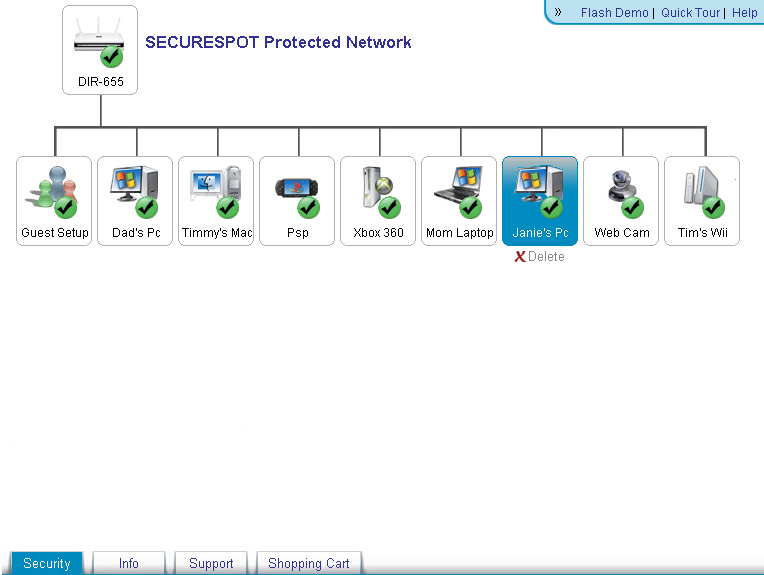 » Flash Demo | Quick Tour | Help
SECURESPOT Protected Network
DIR-655
Guest Setup Dad's Pc Timmy's Mac Psp Xbox 360 Mom Laptop Janie's Pc Web Cam Tim's Wii
X Delete
Security Info Support Shopping Cart